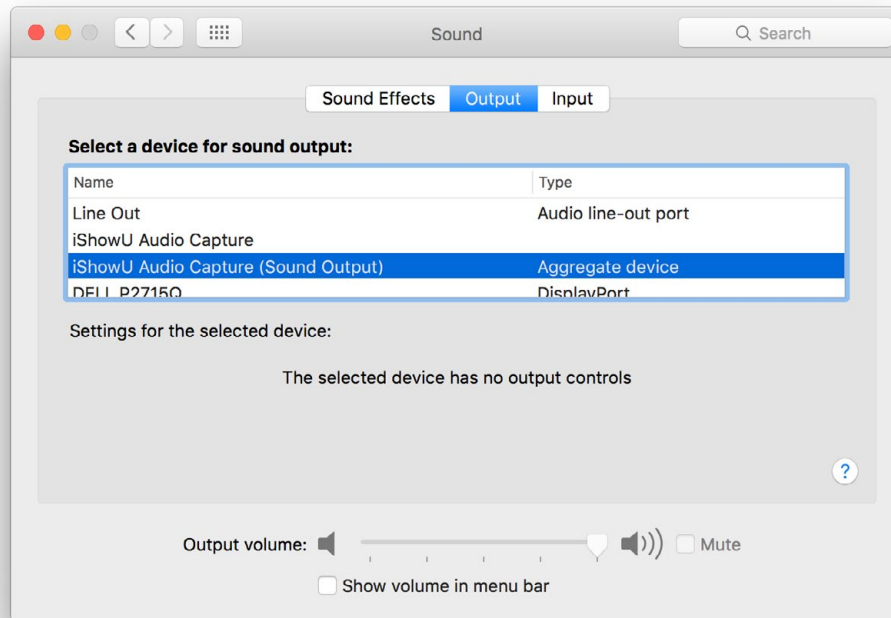 Sound
Search
Sound Effects Output Input
Select a device for sound output:
Name Type
Line Out Audio line-out port
iShowU Audio Capture
iShowU Audio Capture (Sound Output) Aggregate device
DELL P2715Q DisplayPort
Settings for the selected device:
The selected device has no output controls
?
Output volume: Mute
Show volume in menu bar